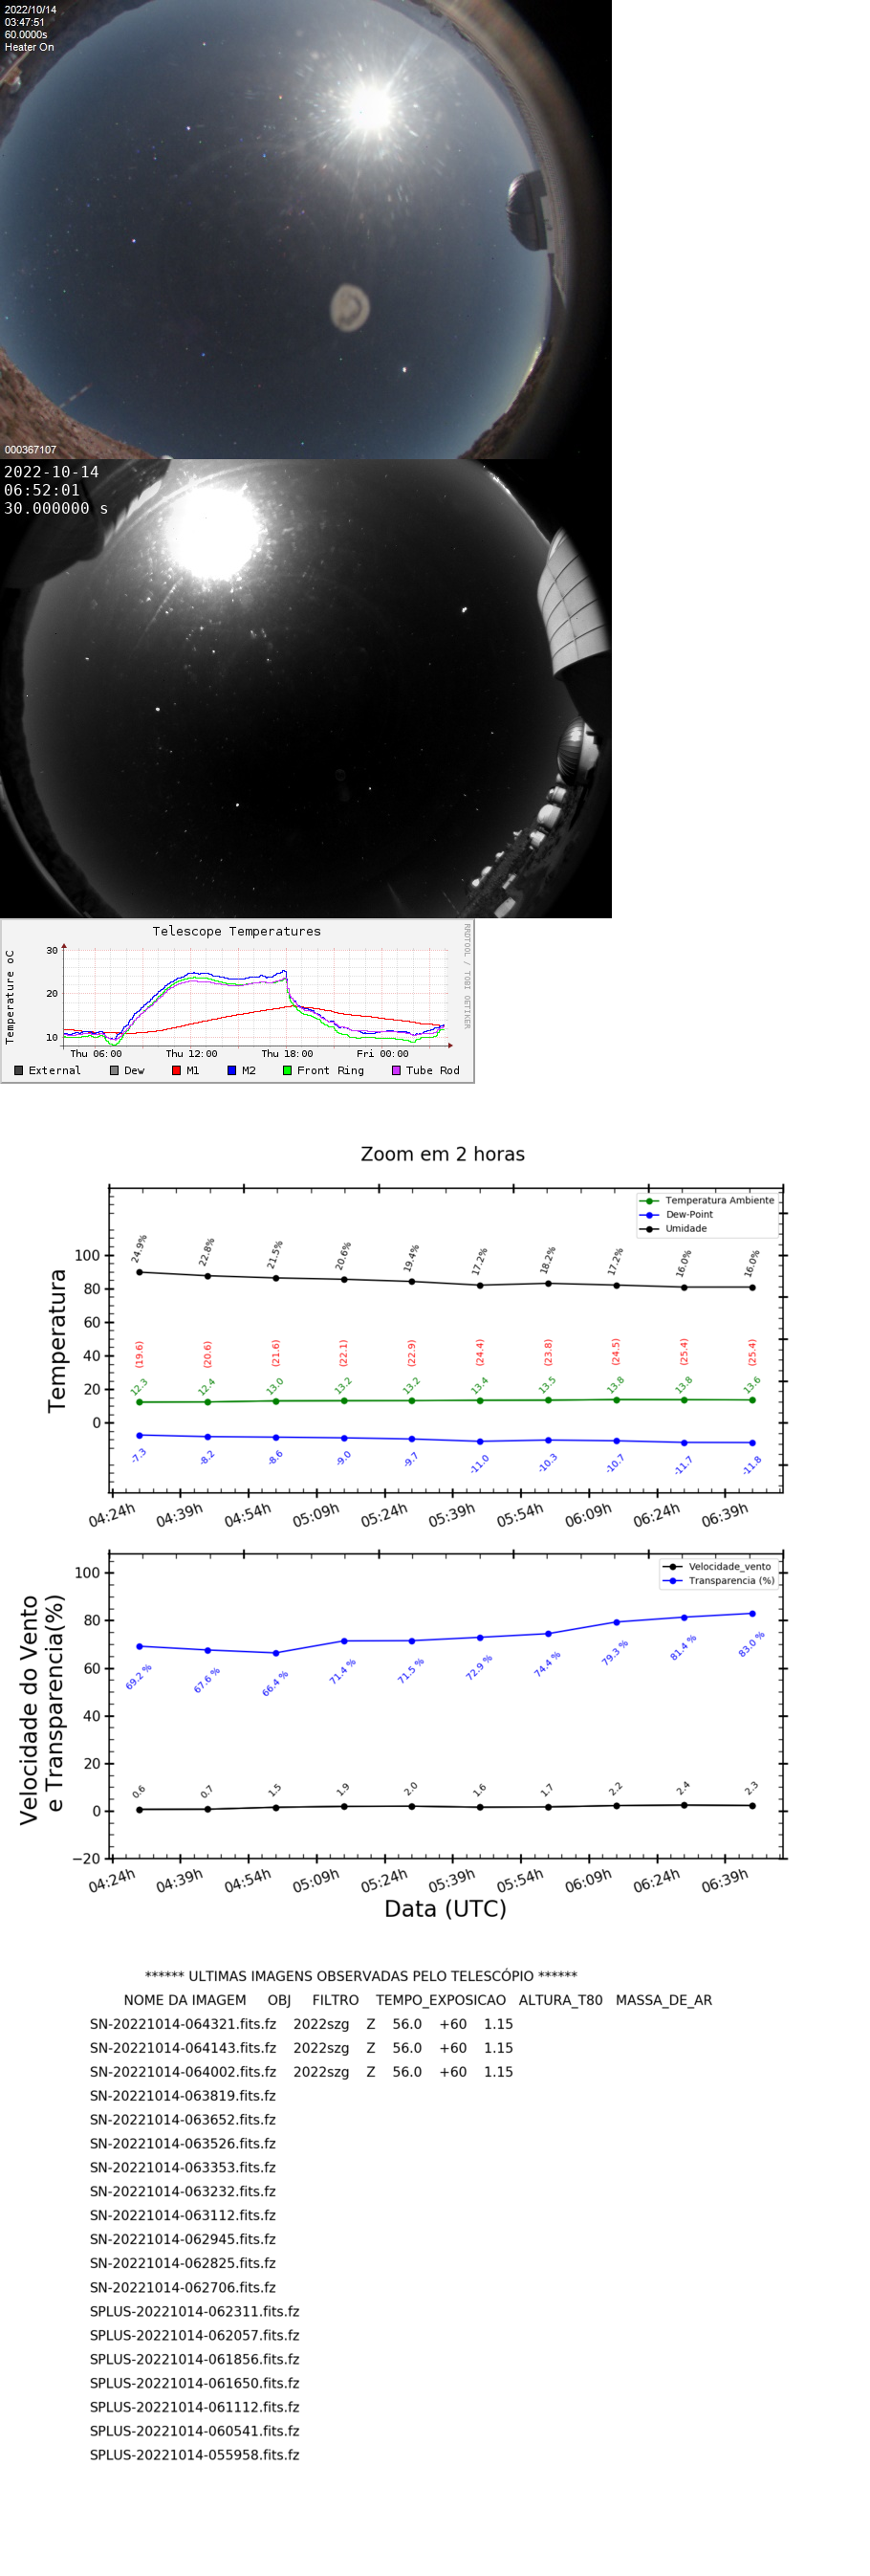 2022/10/14
03:47:51
60.0000s
Heater On
000367107
2022-10-14
06:52:01
30.000000 s
Telescope Temperatures
RRDTOOL / TOBI OETIKER
Temperature oC
30
20
10
Thu 06:00 Thu 12:00 Thu 18:00 Fri 00:00
External Dew M1 M2 Front Ring Tube Rod
Zoom em 2 horas
Temperatura Ambiente
Dew-Point
Umidade
Temperatura
100
80
60
40
20
0
24.9% 22.8% 21.5% 20.6% 19.4% 17.2% 18.2% 17.2% 16.0% 16.0%
(19.6) (20.6) (21.6) (22.1) (22.9) (24.4) (23.8) (24.5) (25.4) (25.4)
12.3 12.4 13.0 13.2 13.2 13.4 13.5 13.8 13.8 13.6
-7.3 -8.2 -8.6 -9.0 -9.7 -11.0 -10.3 -10.7 -11.7 -11.8
04:24h 04:39h 04:54h 05:09h 05:24h 05:39h 05:54h 06:09h 06:24h 06:39h
Velocidade_vento
Transparencia (%)
Velocidade do Vento
e Transparencia(%)
100
80
60
40
20
0
−20
69.2 % 67.6 % 66.4 % 71.4 % 71.5 % 72.9 % 74.4 % 79.3 % 81.4 % 83.0 %
0.6 0.7 1.5 1.9 2.0 1.6 1.7 2.2 2.4 2.3
04:24h 04:39h 04:54h 05:09h 05:24h 05:39h 05:54h 06:09h 06:24h 06:39h
Data (UTC)
****** ULTIMAS IMAGENS OBSERVADAS PELO TELESCÓPIO ******
NOME DA IMAGEM OBJ FILTRO TEMPO_EXPOSICAO ALTURA_T80 MASSA_DE_AR
SN-20221014-064321.fits.fz 2022szg Z 56.0 +60 1.15
SN-20221014-064143.fits.fz 2022szg Z 56.0 +60 1.15
SN-20221014-064002.fits.fz 2022szg Z 56.0 +60 1.15
SN-20221014-063819.fits.fz
SN-20221014-063652.fits.fz
SN-20221014-063526.fits.fz
SN-20221014-063353.fits.fz
SN-20221014-063232.fits.fz
SN-20221014-063112.fits.fz
SN-20221014-062945.fits.fz
SN-20221014-062825.fits.fz
SN-20221014-062706.fits.fz
SPLUS-20221014-062311.fits.fz
SPLUS-20221014-062057.fits.fz
SPLUS-20221014-061856.fits.fz
SPLUS-20221014-061650.fits.fz
SPLUS-20221014-061112.fits.fz
SPLUS-20221014-060541.fits.fz
SPLUS-20221014-055958.fits.fz